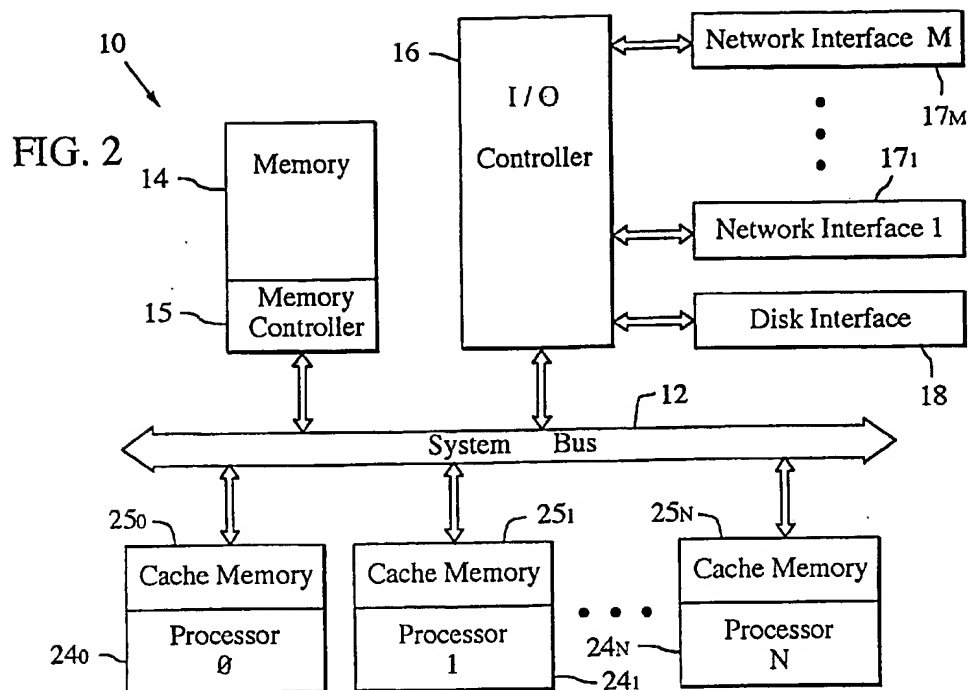 10
FIG. 2
14
Memory
15
Memory
Controller
16
I / O
Controller
Network Interface M
17M
171
Network Interface 1
Disk Interface
18
12
System Bus
250
Cache Memory
240
Processor
0
251
Cache Memory
Processor
1
241
25N
Cache Memory
24N
Processor
N